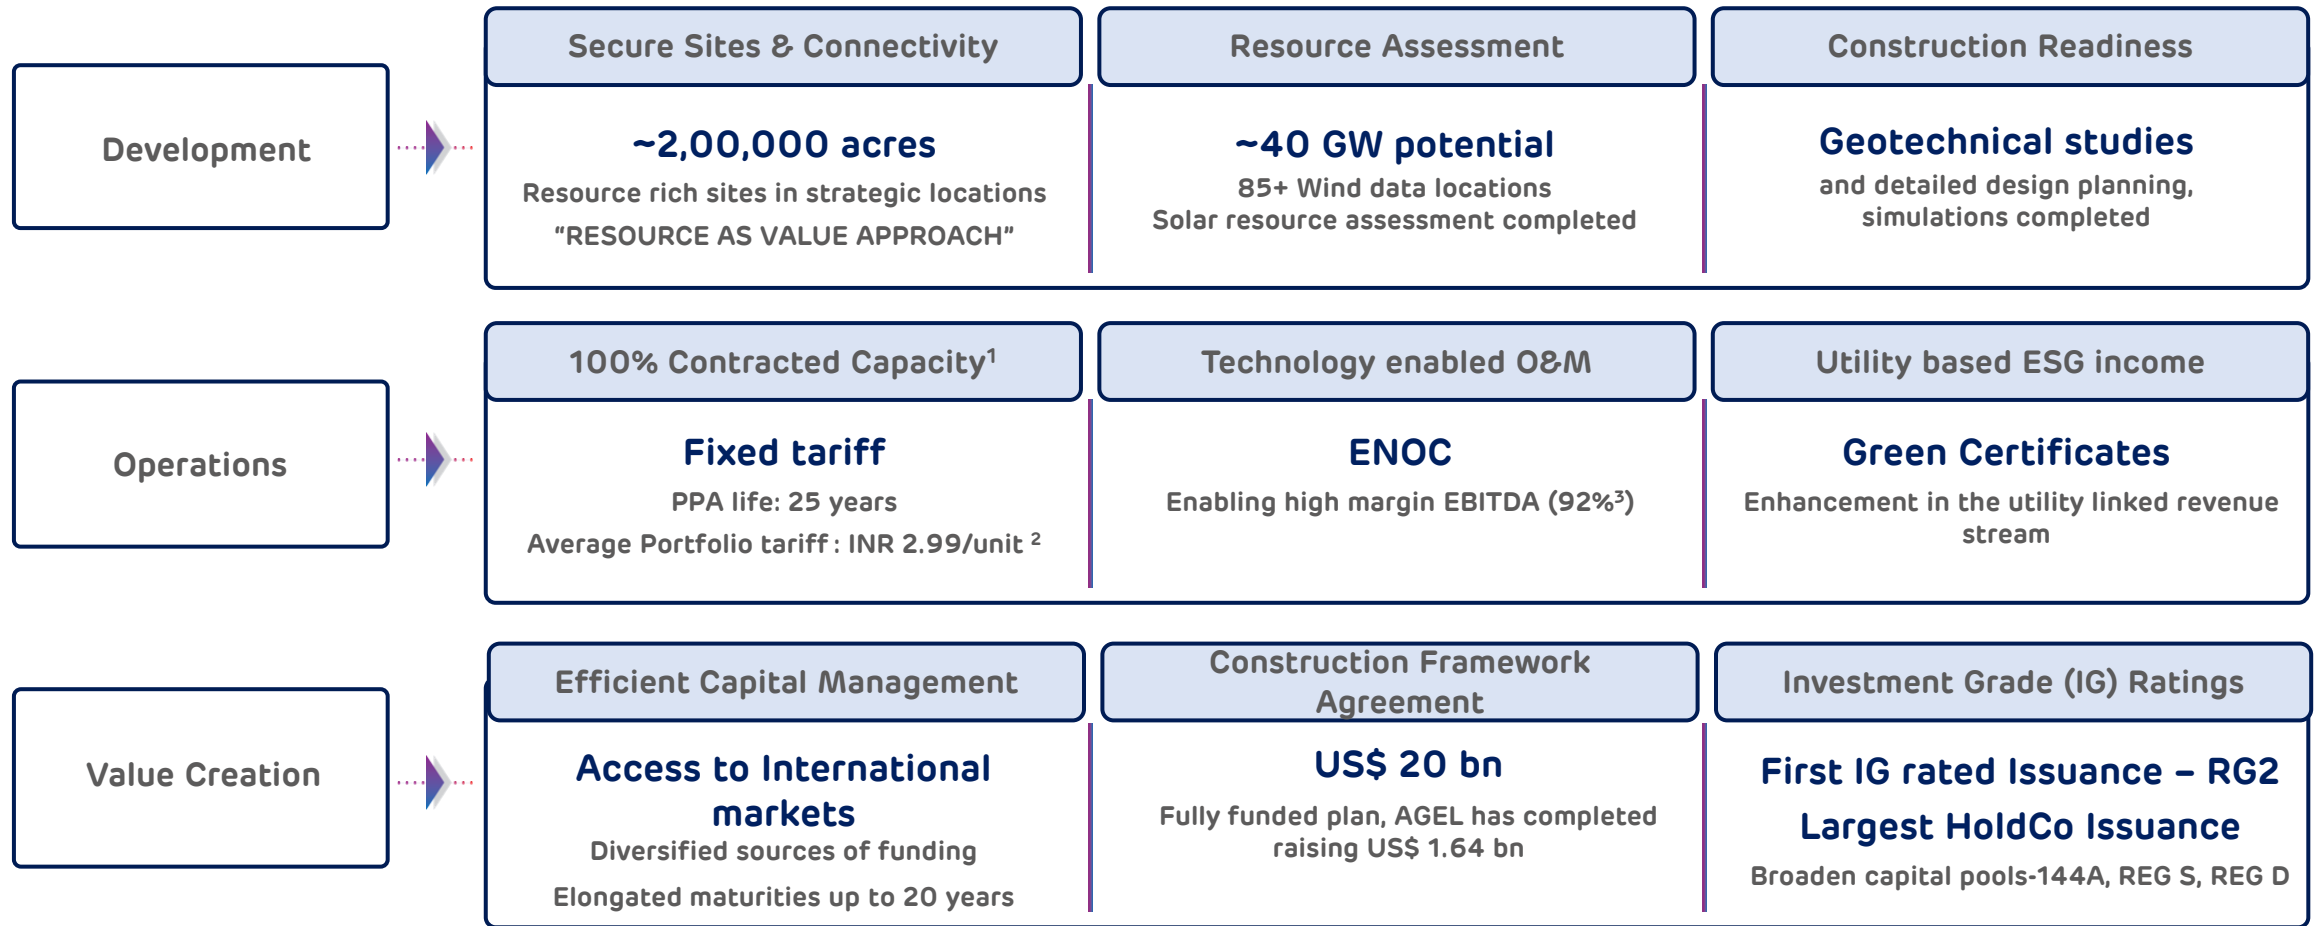 Development
Secure Sites & Connectivity
~2,00,000 acres
Resource rich sites in strategic locations
"RESOURCE AS VALUE APPROACH"
Resource Assessment
~40 GW potential
85+ Wind data locations
Solar resource assessment completed
Construction Readiness
Geotechnical studies
and detailed design planning,
simulations completed
Operations
100% Contracted Capacity¹
Fixed tariff
PPA life: 25 years
Average Portfolio tariff : INR 2.99/unit ²
Technology enabled O&M
ENOC
Enabling high margin EBITDA (92%³)
Utility based ESG income
Green Certificates
Enhancement in the utility linked revenue
stream
Value Creation
Efficient Capital Management
Access to International
markets
Diversified sources of funding
Elongated maturities up to 20 years
Construction Framework
Agreement
US$ 20 bn
Fully funded plan, AGEL has completed
raising US$ 1.64 bn
Investment Grade (IG) Ratings
First IG rated Issuance – RG2
Largest HoldCo Issuance
Broaden capital pools-144A, REG S, REG D